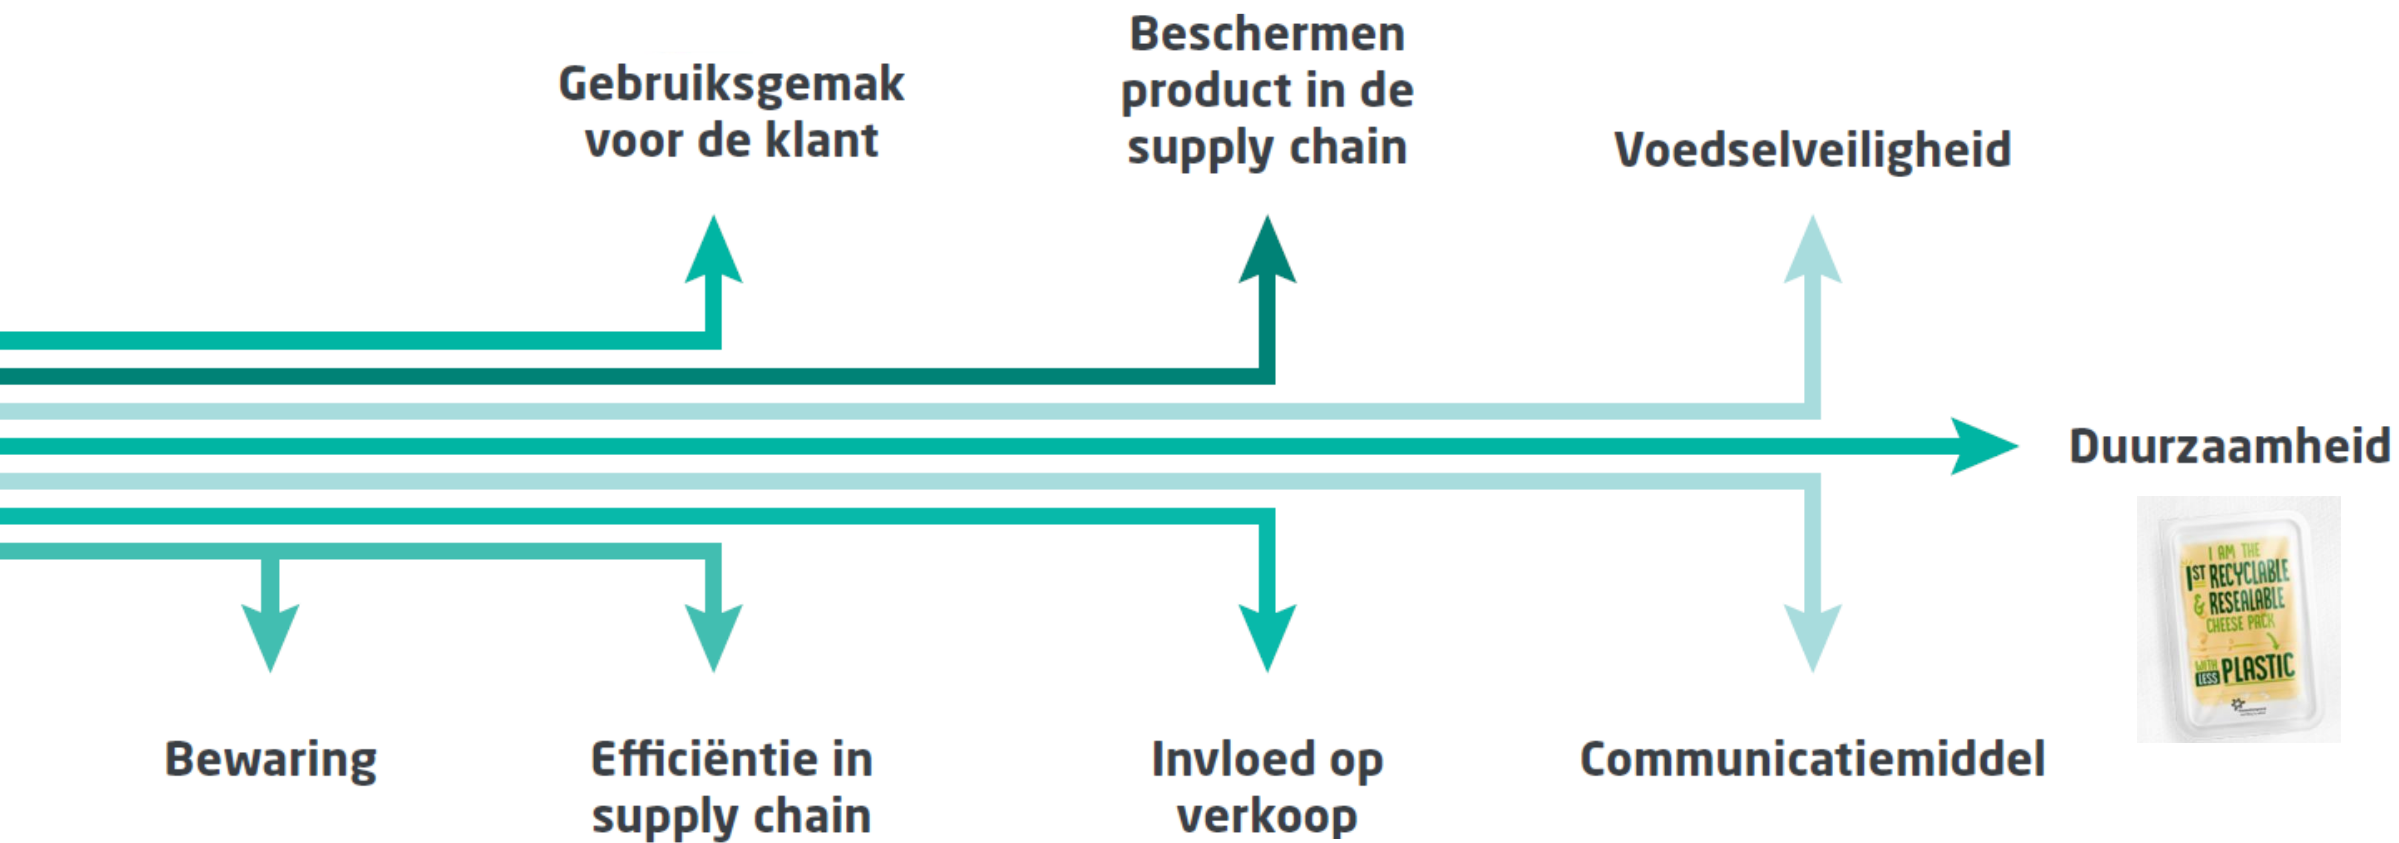 Beschermen
product in de
supply chain
Gebruiksgemak
voor de klant
Voedselveiligheid
Duurzaamheid
I AM THE
1ST RECYCLABLE
& RESEALABLE
CHEESE PACK
WITH LESS PLASTIC
Bewaring
Efficiëntie in
supply chain
Invloed op
verkoop
Communicatiemiddel